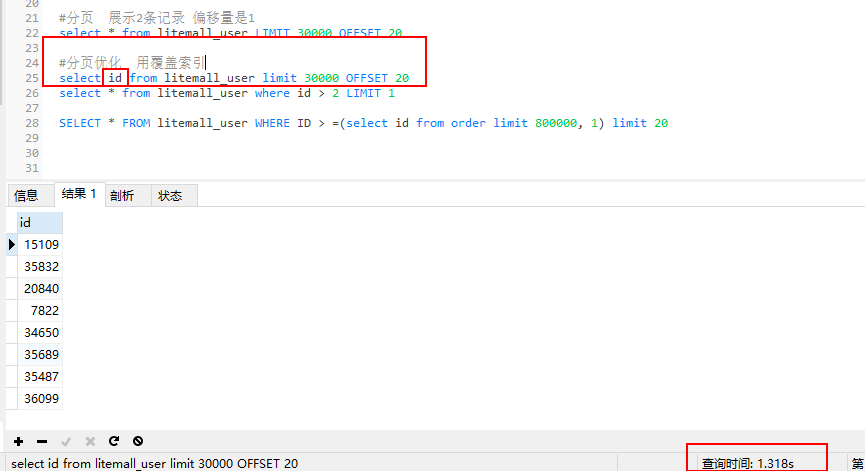 20
21 #分页 展示2条记录 偏移量是1
22 select * from litemall_user LIMIT 30000 OFFSET 20
23
24 #分页优化 用覆盖索引
25 select id from litemall_user limit 30000 OFFSET 20
26 select * from litemall_user where id > 2 LIMIT 1
27
28 SELECT * FROM litemall_user WHERE ID > =(select id from order limit 800000, 1) limit 20
29
30
31
信息 结果 1 剖析 状态
id
15109
35832
20840
7822
34650
35689
35487
36099
select id from litemall_user limit 30000 OFFSET 20 查询时间: 1.318s 第